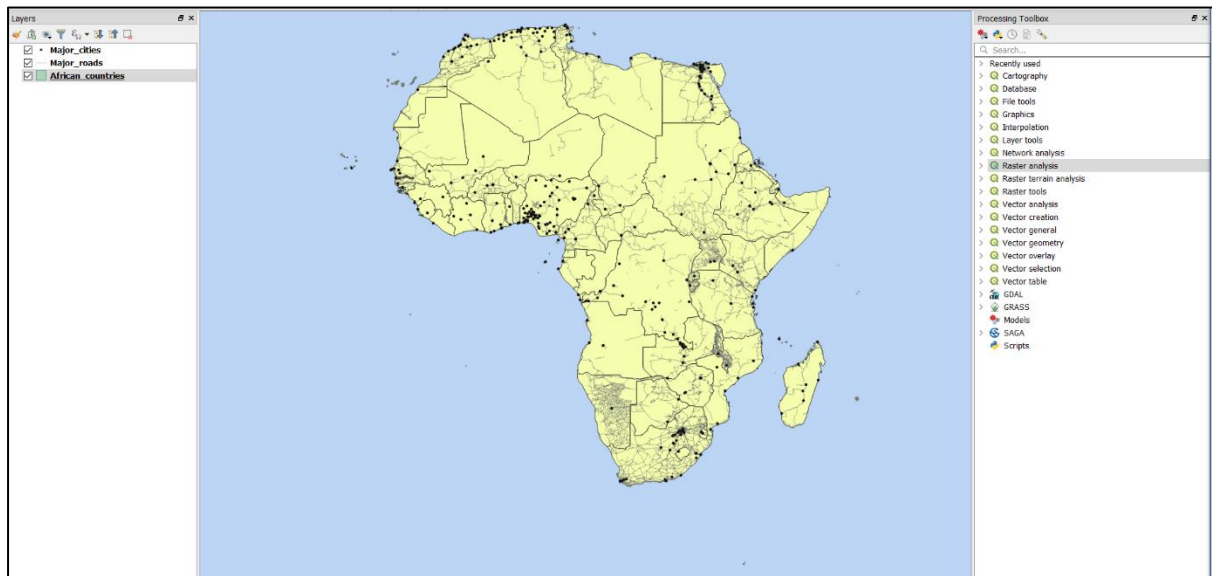 Layers
Major_cities
Major_roads
African_countries
Processing Toolbox
Search...
Recently used
Cartography
Database
File tools
Graphics
Interpolation
Layer tools
Network analysis
Raster analysis
Raster terrain analysis
Raster tools
Vector analysis
Vector creation
Vector general
Vector geometry
Vector overlay
Vector selection
Vector table
GDAL
GRASS
Models
SAGA
Scripts